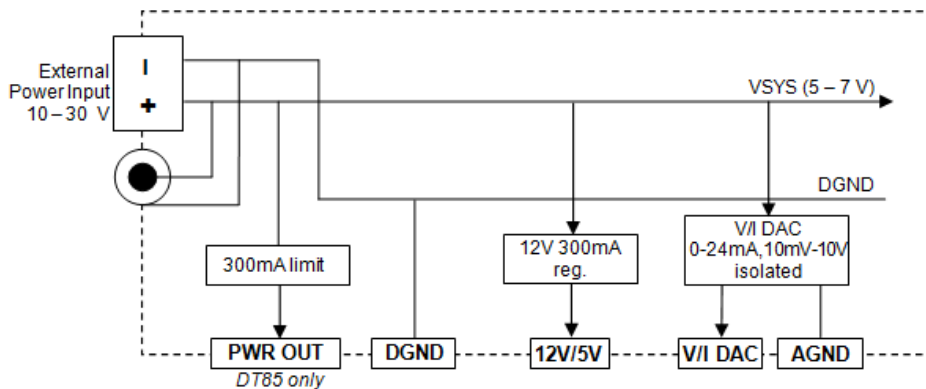 External
Power Input
10 – 30 V
I
+
VSYS (5 – 7 V)
DGND
300mA limit
12V 300mA
reg.
V/I DAC
0-24mA,10mV-10V
isolated
PWR OUT
DGND
12V/5V
V/I DAC
AGND
DT85 only